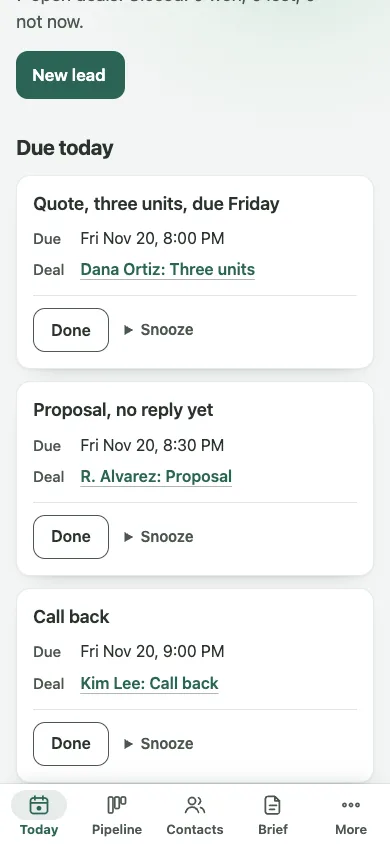 not now.
New lead
Due today
Quote, three units, due Friday
Due Fri Nov 20, 8:00 PM
Deal Dana Ortiz: Three units
Done Snooze
Proposal, no reply yet
Due Fri Nov 20, 8:30 PM
Deal R. Alvarez: Proposal
Done Snooze
Call back
Due Fri Nov 20, 9:00 PM
Deal Kim Lee: Call back
Done Snooze
Today Pipeline Contacts Brief More